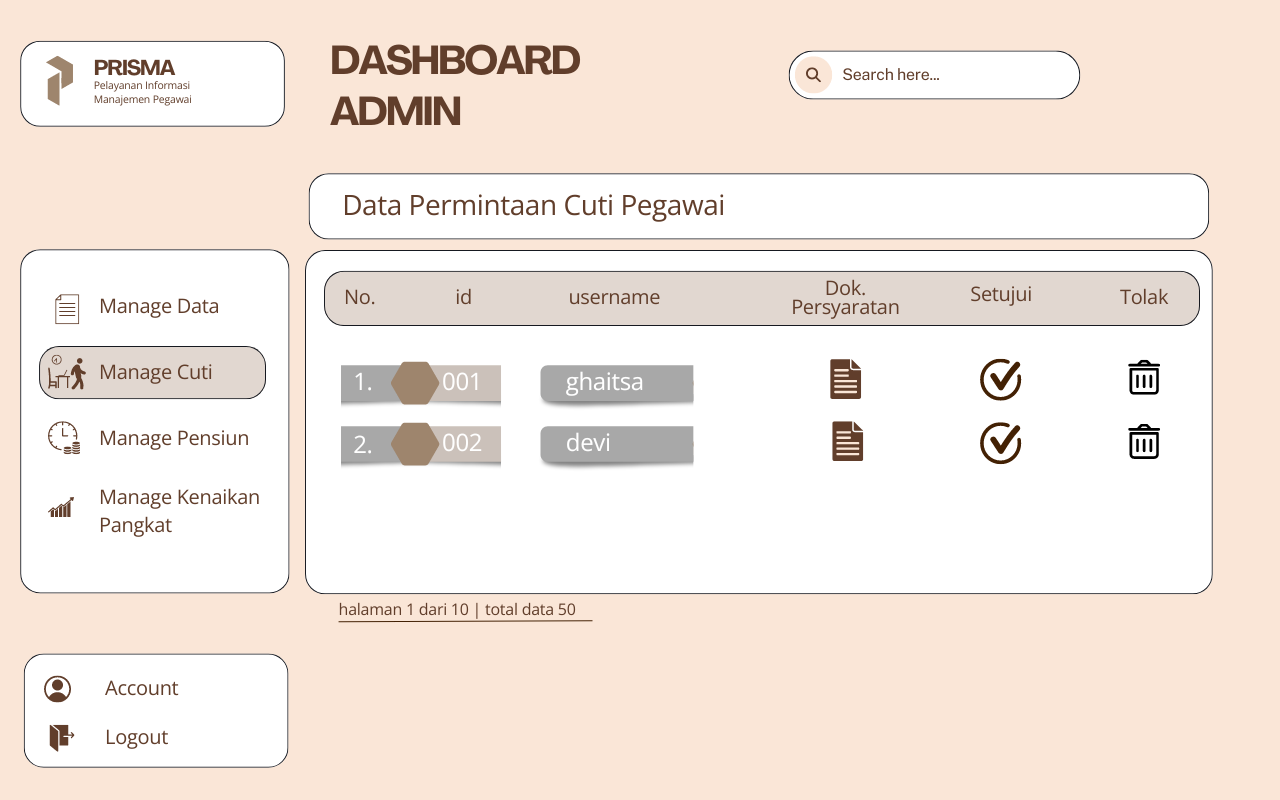 PRISMA
Pelayanan Informasi
Manajemen Pegawai
DASHBOARD
ADMIN
Search here...
Data Permintaan Cuti Pegawai
Manage Data
Manage Cuti
Manage Pensiun
Manage Kenaikan
Pangkat
No. id username Dok. Persyaratan Setujui Tolak
1. 001 ghaitsa
2. 002 devi
halaman 1 dari 10 | total data 50
Account
Logout